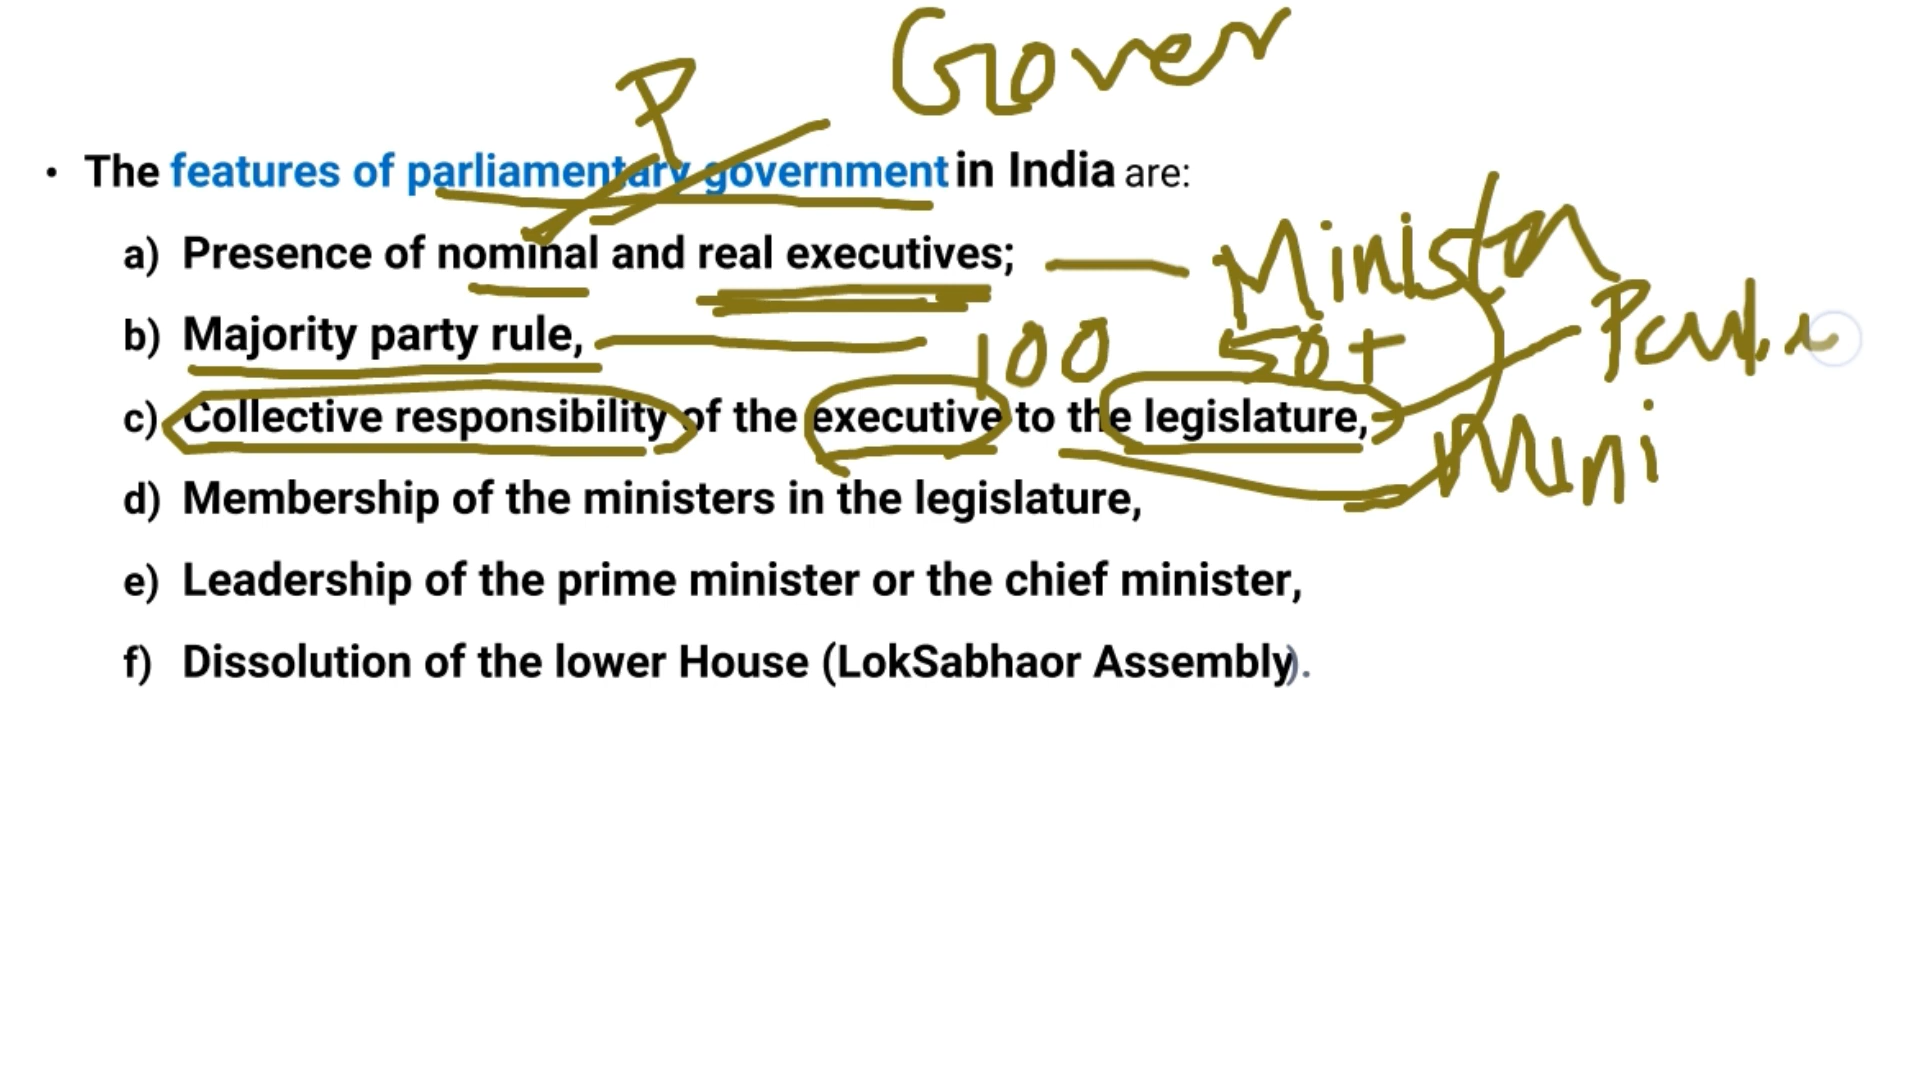 Gover
P
• The features of parliamentary government in India are:
a) Presence of nominal and real executives; Minister
b) Majority party rule, 100 50+ Parli
c) Collective responsibility of the executive to the legislature, Mini
d) Membership of the ministers in the legislature,
e) Leadership of the prime minister or the chief minister,
f) Dissolution of the lower House (LokSabhaor Assembly).